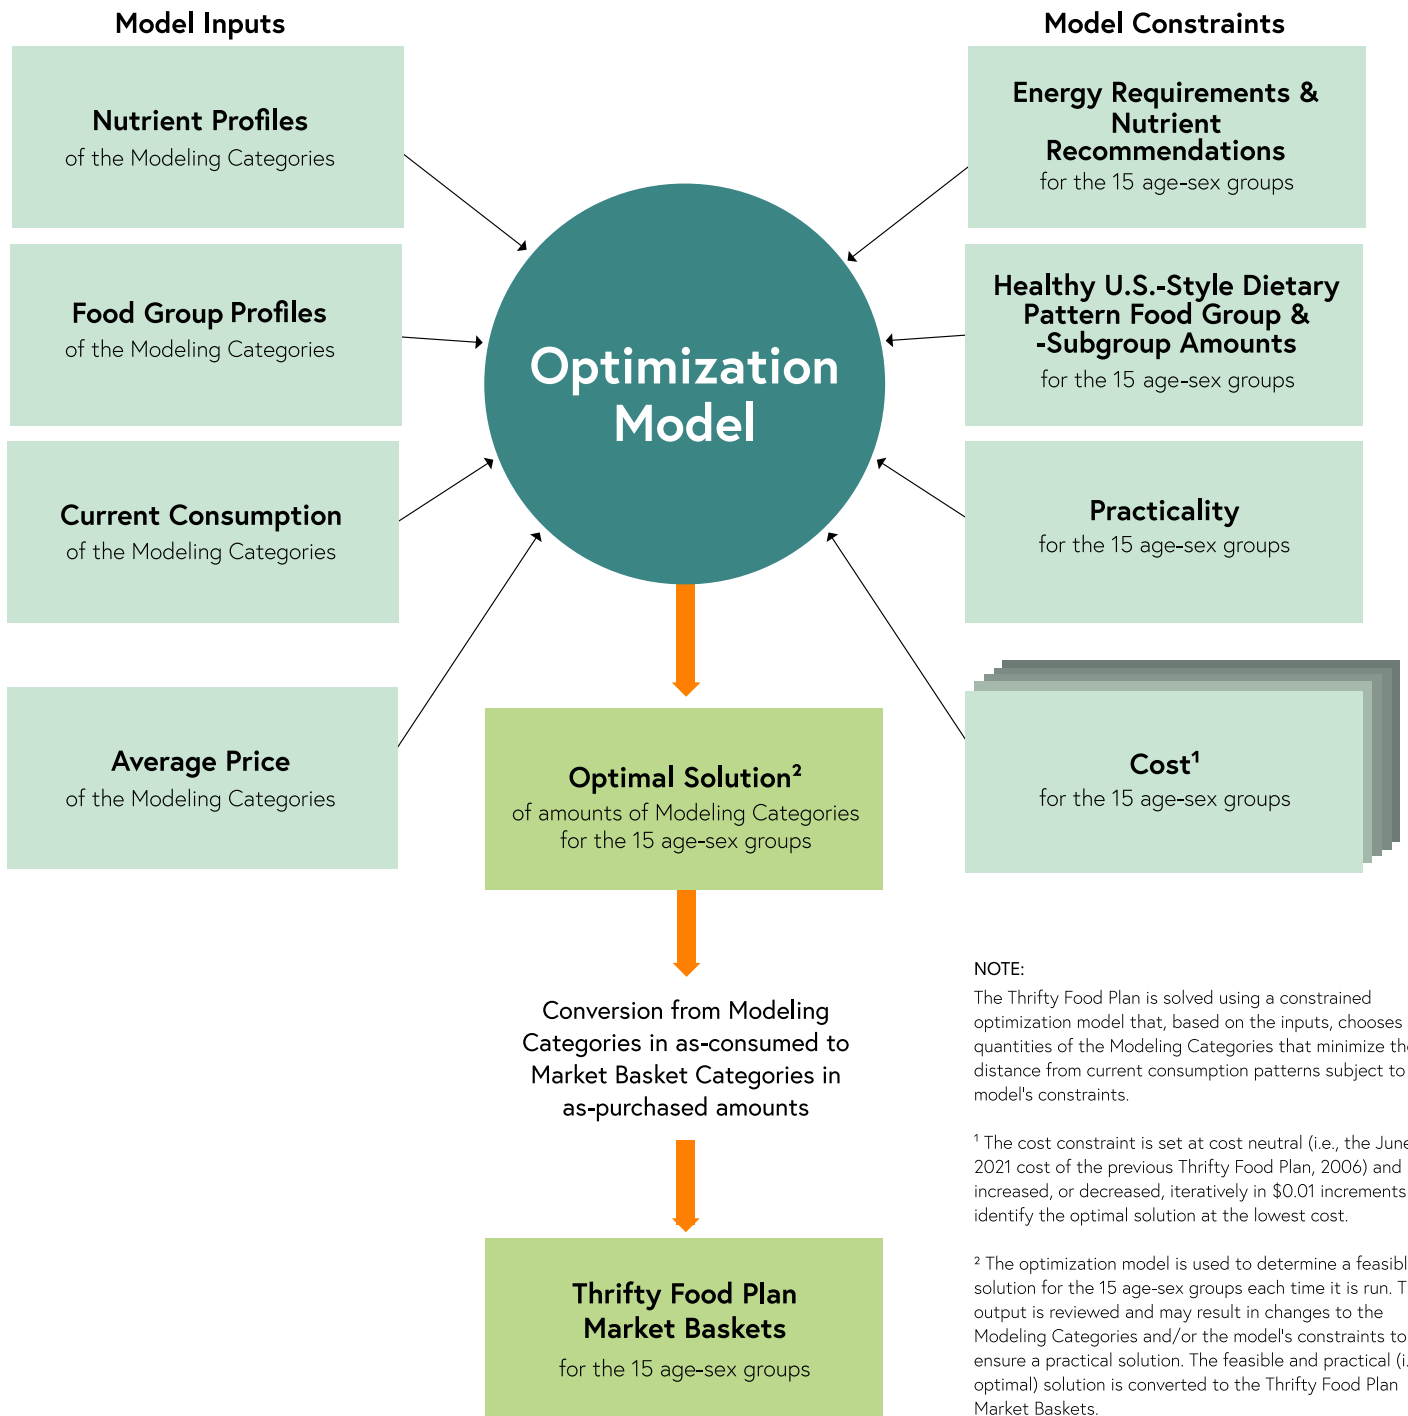 Model Inputs
Nutrient Profiles
of the Modeling Categories
Food Group Profiles
of the Modeling Categories
Current Consumption
of the Modeling Categories
Average Price
of the Modeling Categories
Optimization
Model
Model Constraints
Energy Requirements &
Nutrient
Recommendations
for the 15 age-sex groups
Healthy U.S.-Style Dietary
Pattern Food Group &
-Subgroup Amounts
for the 15 age-sex groups
Practicality
for the 15 age-sex groups
Cost¹
for the 15 age-sex groups
Optimal Solution²
of amounts of Modeling Categories
for the 15 age-sex groups
Conversion from Modeling
Categories in as-consumed to
Market Basket Categories in
as-purchased amounts
Thrifty Food Plan
Market Baskets
for the 15 age-sex groups
NOTE:
The Thrifty Food Plan is solved using a constrained
optimization model that, based on the inputs, chooses
quantities of the Modeling Categories that minimize the
distance from current consumption patterns subject to
model's constraints.
¹ The cost constraint is set at cost neutral (i.e., the June
2021 cost of the previous Thrifty Food Plan, 2006) and
increased, or decreased, iteratively in $0.01 increments
identify the optimal solution at the lowest cost.
² The optimization model is used to determine a feasibl
solution for the 15 age-sex groups each time it is run. T
output is reviewed and may result in changes to the
Modeling Categories and/or the model's constraints to
ensure a practical solution. The feasible and practical (i.
optimal) solution is converted to the Thrifty Food Plan
Market Baskets.